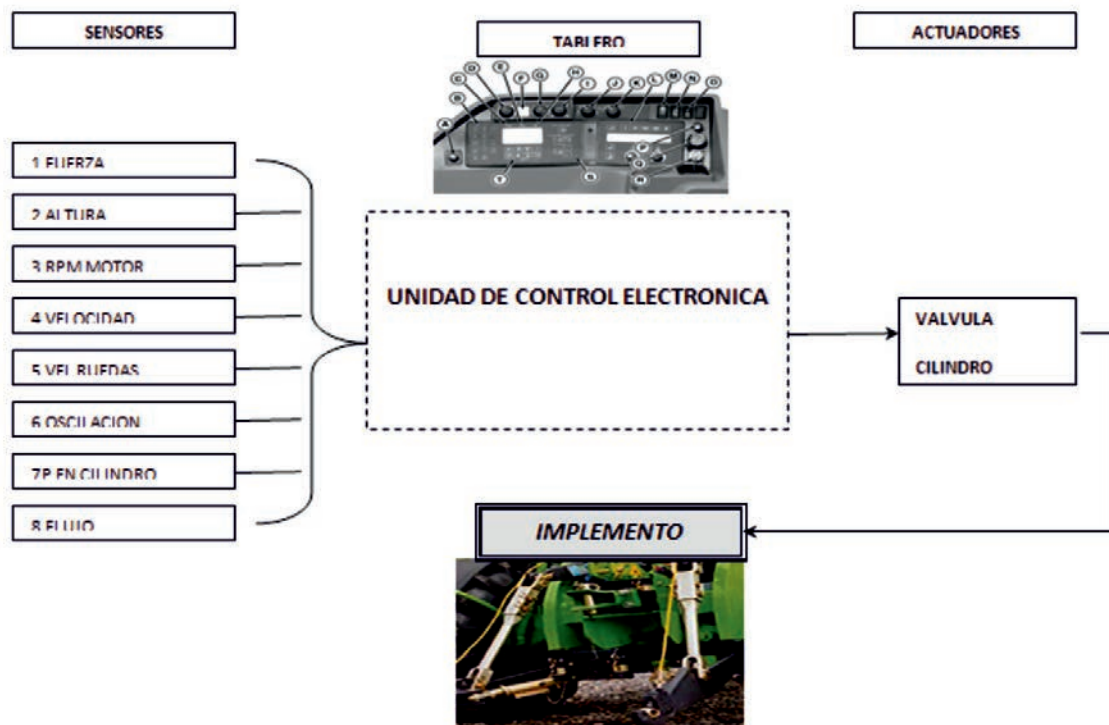 SENSORES
TABLERO
ACTUADORES
A
B
C
D
E
F
G
H
I
J
K
L
M
N
O
P
Q
R
S
T
1 FUERZA
2 ALTURA
3 RPM MOTOR
4 VELOCIDAD
5 VEL RUEDAS
6 OSCILACION
7P EN CILINDRO
8 FLUJO
UNIDAD DE CONTROL ELECTRONICA
VALVULA
CILINDRO
IMPLEMENTO